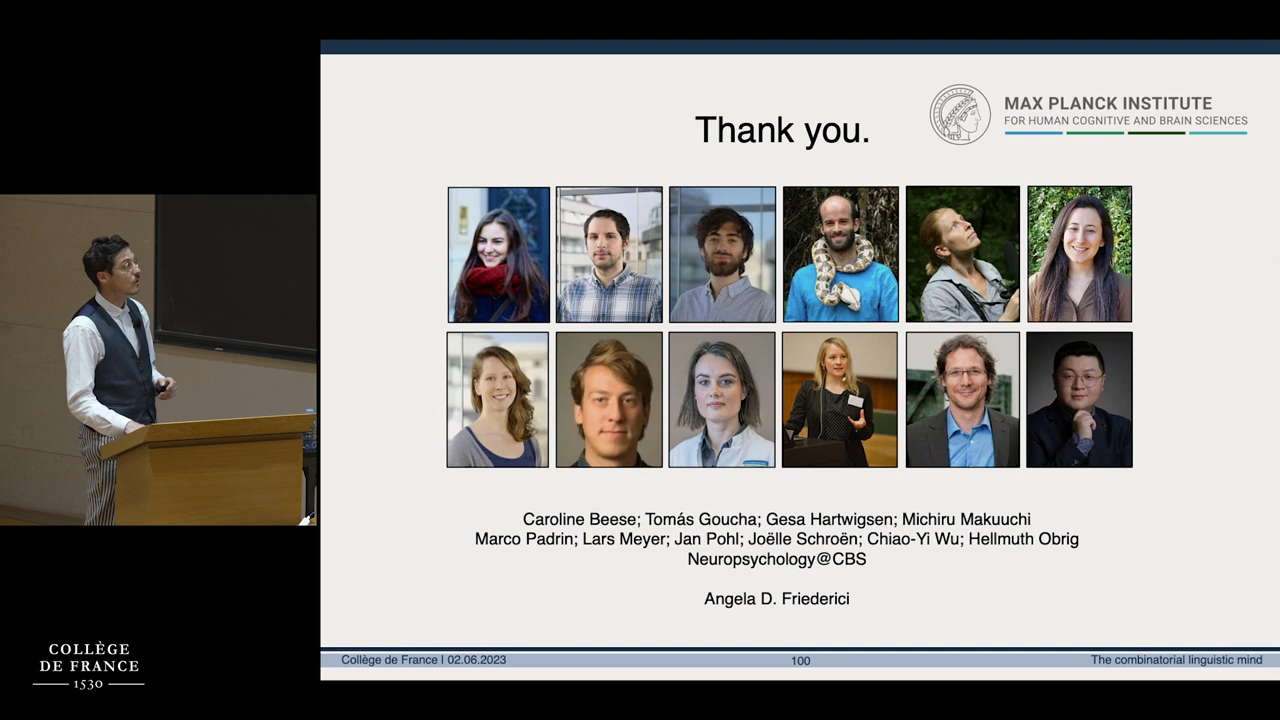 Thank you.
MAX PLANCK INSTITUTE
FOR HUMAN COGNITIVE AND BRAIN SCIENCES
Caroline Beese; Tomás Goucha; Gesa Hartwigsen; Michiru Makuuchi
Marco Padrin; Lars Meyer; Jan Pohl; Joëlle Schroën; Chiao-Yi Wu; Hellmuth Obrig
Neuropsychology@CBS
Angela D. Friederici
Collège de France I 02.06.2023
100
The combinatorial linguistic mind
COLLÈGE
DE FRANCE
1530